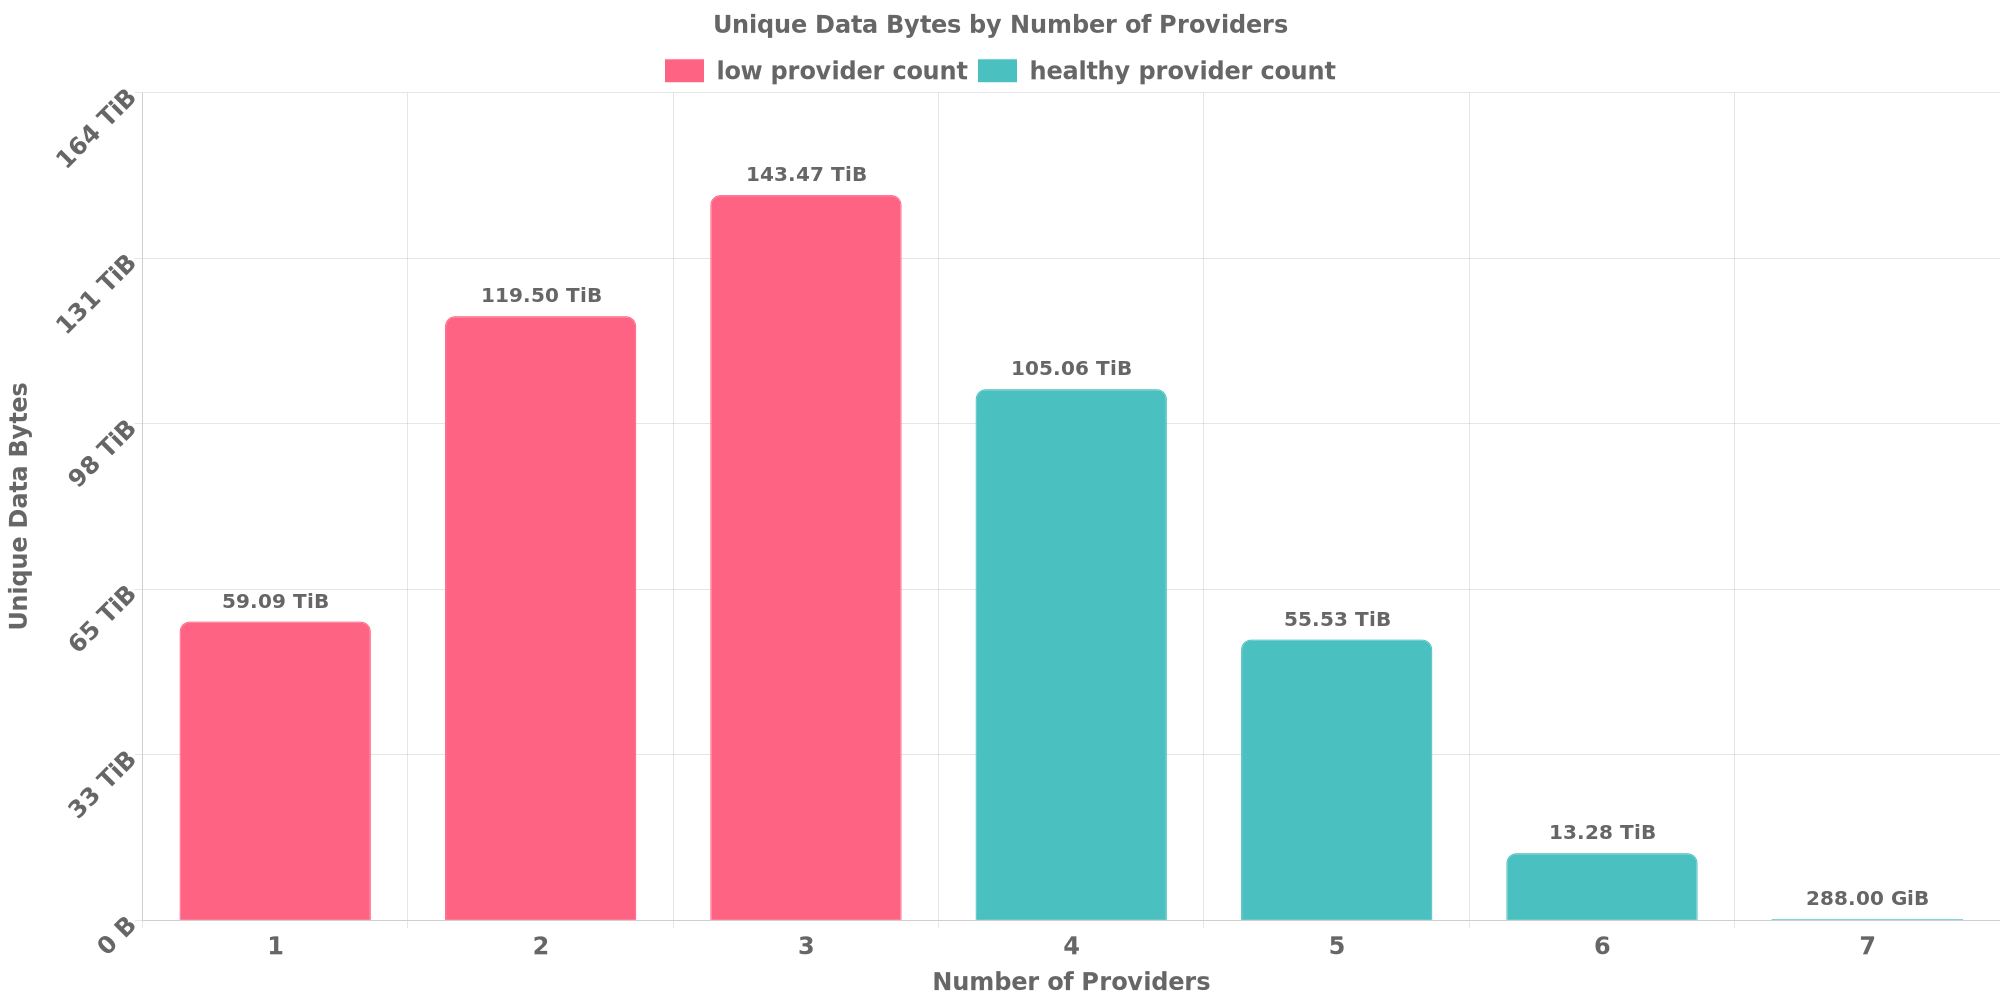 Unique Data Bytes by Number of Providers
low provider count healthy provider count
164 TiB
131 TiB
98 TiB
65 TiB
33 TiB
0 B
Unique Data Bytes
59.09 TiB
119.50 TiB
143.47 TiB
105.06 TiB
55.53 TiB
13.28 TiB
288.00 GiB
1 2 3 4 5 6 7
Number of Providers